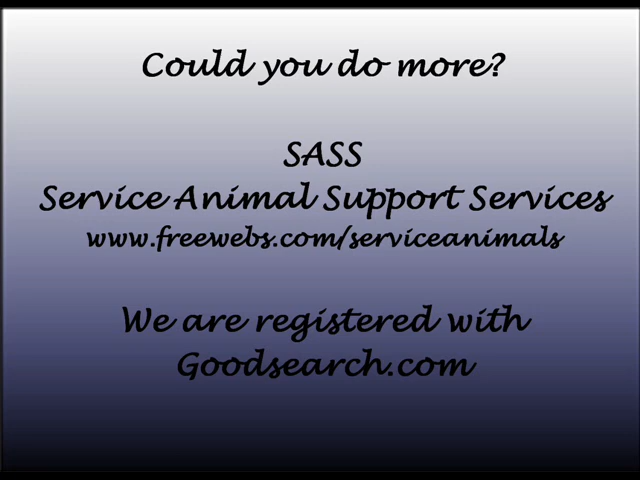 Could you do more?
SASS
Service Animal Support Services
www.freewebs.com/serviceanimals
We are registered with
Goodsearch.com